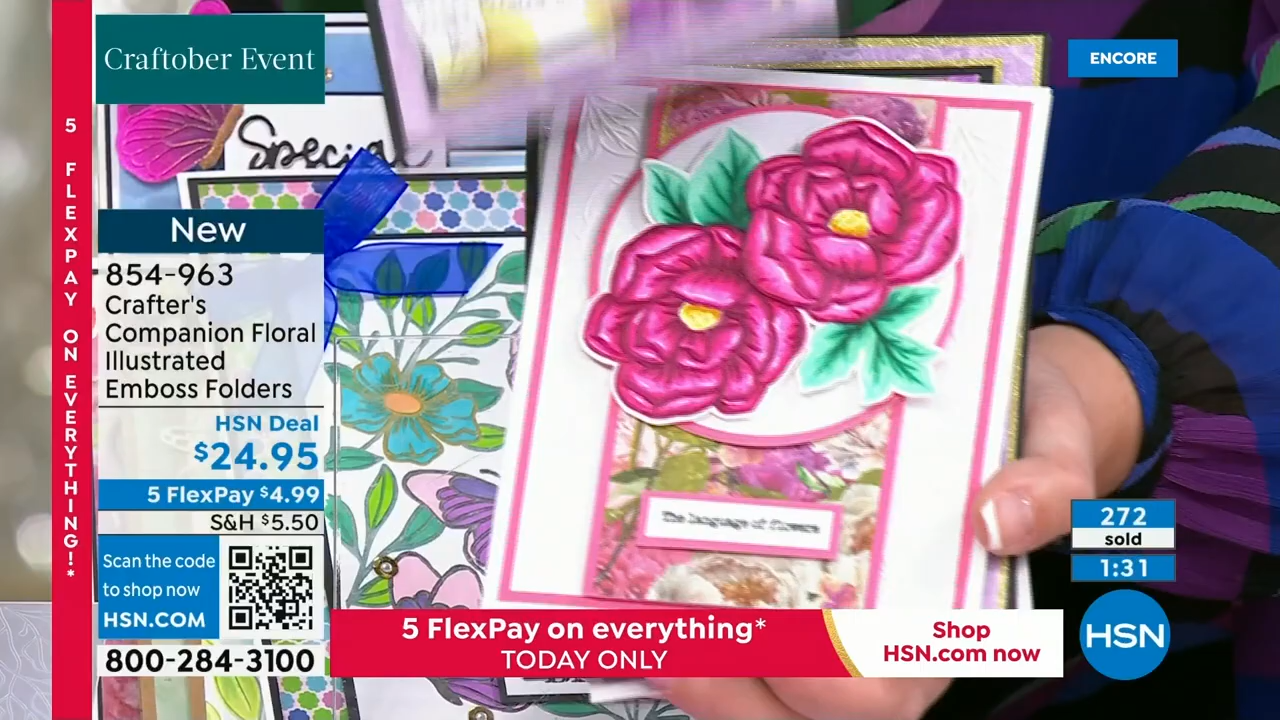 Craftober Event
ENCORE
5 FLEXPAY ON EVERYTHING!*
Special
New
854-963
Crafter's
Companion Floral
Illustrated
Emboss Folders
HSN Deal
$24.95
5 FlexPay $4.99
S&H $5.50
Scan the code
to shop now
HSN.COM
800-284-3100
the language of flowers
272
sold
1:31
5 FlexPay on everything*
TODAY ONLY
Shop
HSN.com now
HSN